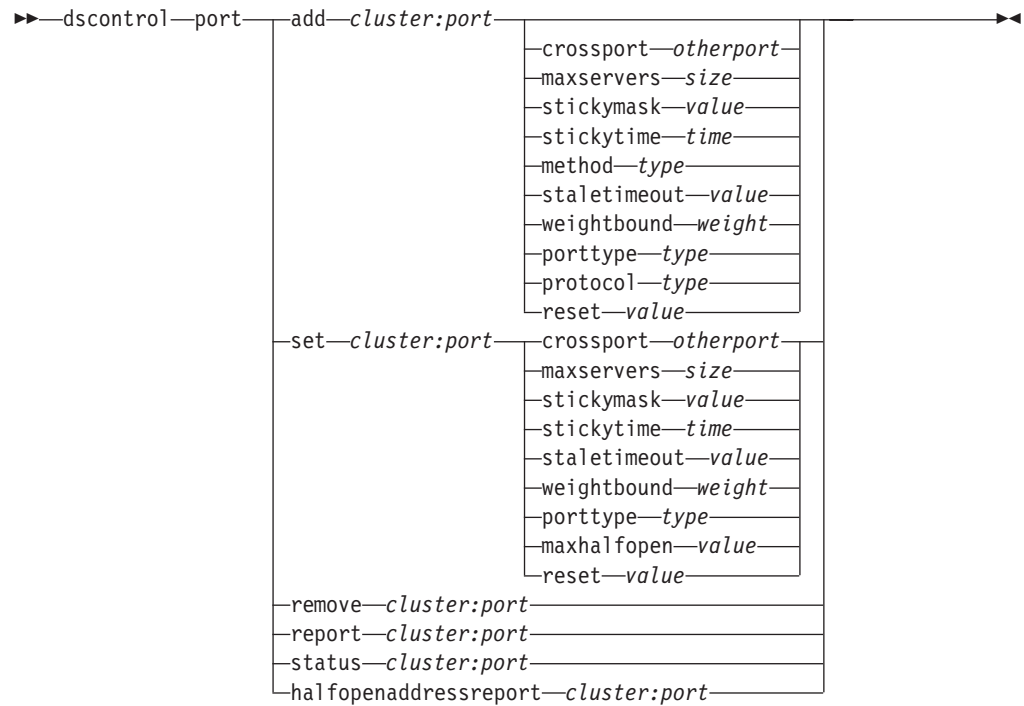 dscontrol port add cluster:port
crossport otherport
maxservers size
stickymask value
stickytime time
method type
staletimeout value
weightbound weight
porttype type
protocol type
reset value
set cluster:port crossport otherport
maxservers size
stickymask value
stickytime time
staletimeout value
weightbound weight
porttype type
maxhalfopen value
reset value
remove cluster:port
report cluster:port
status cluster:port
halfopenaddressreport cluster:port